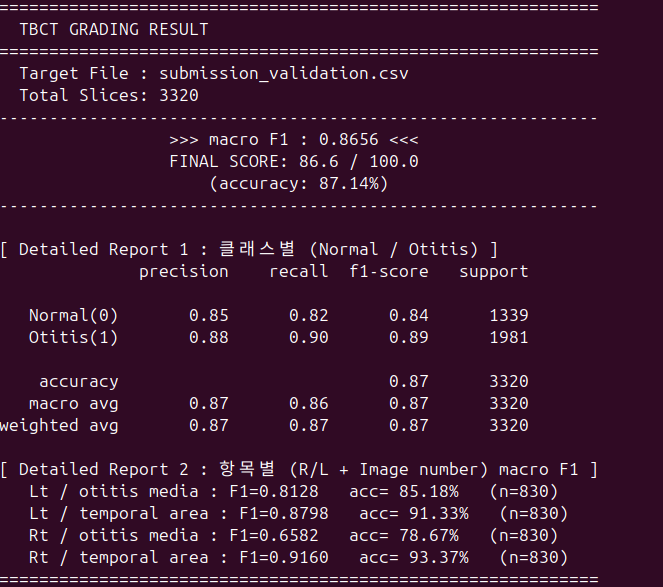 ============================================================
TBCT GRADING RESULT
============================================================
Target File : submission_validation.csv
Total Slices: 3320
------------------------------------------------------------
>>> macro F1 : 0.8656 <<<
FINAL SCORE: 86.6 / 100.0
(accuracy: 87.14%)
------------------------------------------------------------
[ Detailed Report 1 : 클래스별 (Normal / Otitis) ]
precision recall f1-score support
Normal(0) 0.85 0.82 0.84 1339
Otitis(1) 0.88 0.90 0.89 1981
accuracy 0.87 3320
macro avg 0.87 0.86 0.87 3320
weighted avg 0.87 0.87 0.87 3320
[ Detailed Report 2 : 항목별 (R/L + Image number) macro F1 ]
Lt / otitis media : F1=0.8128 acc= 85.18% (n=830)
Lt / temporal area : F1=0.8798 acc= 91.33% (n=830)
Rt / otitis media : F1=0.6582 acc= 78.67% (n=830)
Rt / temporal area : F1=0.9160 acc= 93.37% (n=830)
============================================================